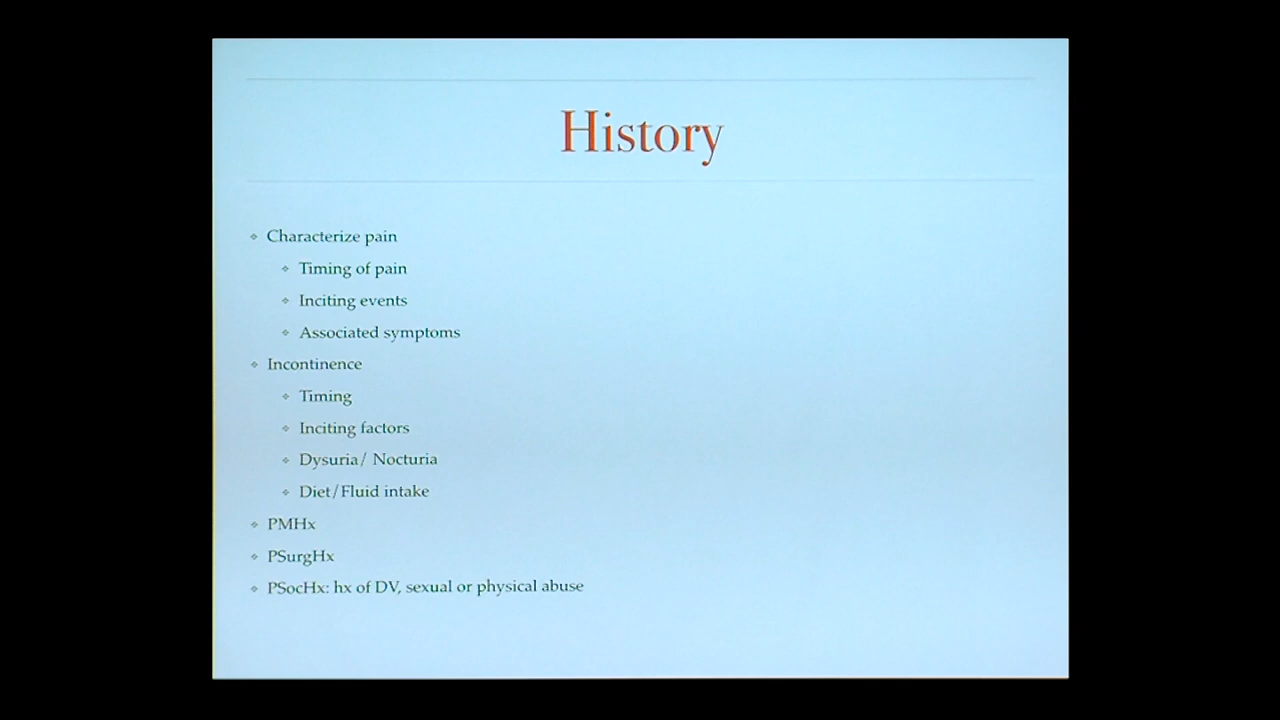 History
Characterize pain
Timing of pain
Inciting events
Associated symptoms
Incontinence
Timing
Inciting factors
Dysuria/ Nocturia
Diet/Fluid intake
PMHx
PSurgHx
PSocHx: hx of DV, sexual or physical abuse